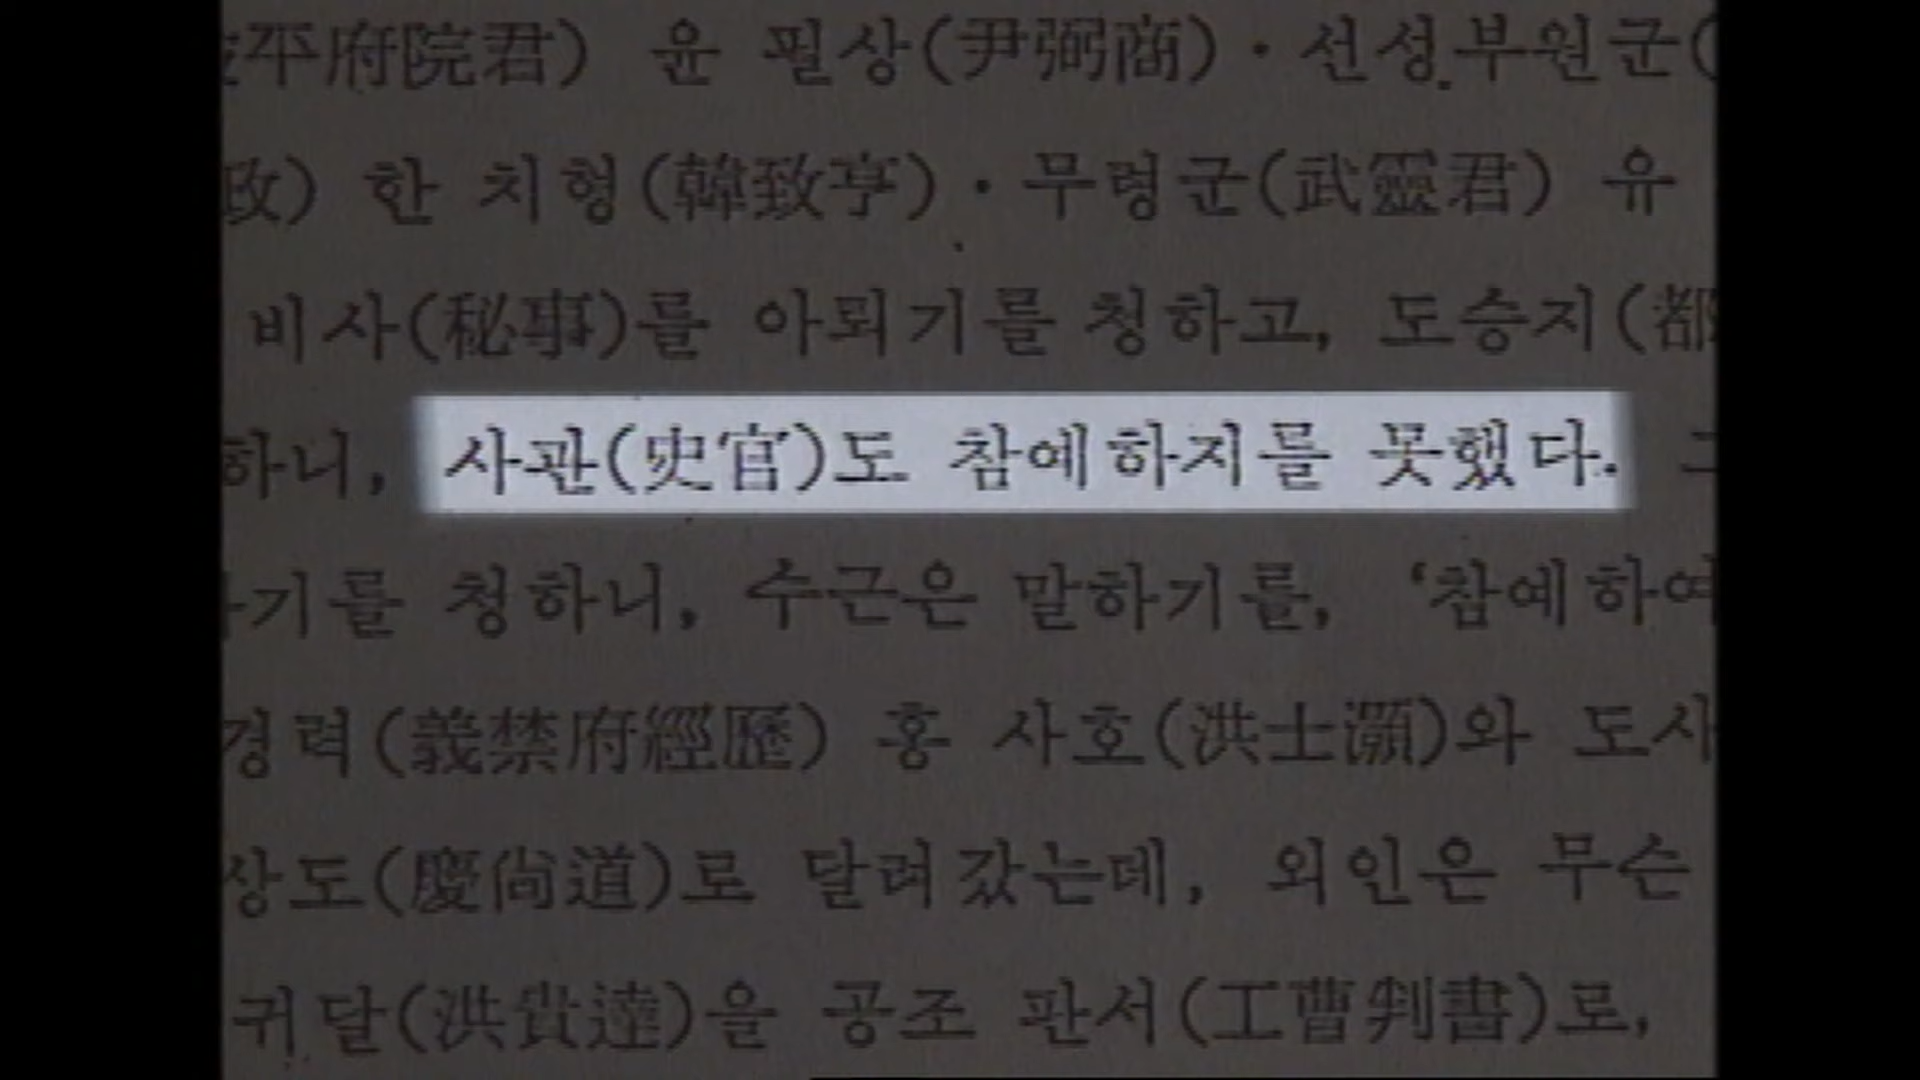 平府院君) 윤 필상(尹弼商)·선성부원군(
政) 한 치형(韓致亨)·무령군(武靈君) 유
비사(秘事)를 아뢰기를 청하고, 도승지(都
하니, 사관(史官)도 참예하지를 못했다.
기를 청하니, 수근은 말하기를, ‘참예하여
경력(義禁府經歷) 홍 사호(洪士灝)와 도사
상도(慶尙道)로 달려갔는데, 외인은 무슨
귀달(洪貴達)을 공조 판서(工曹判書)로,